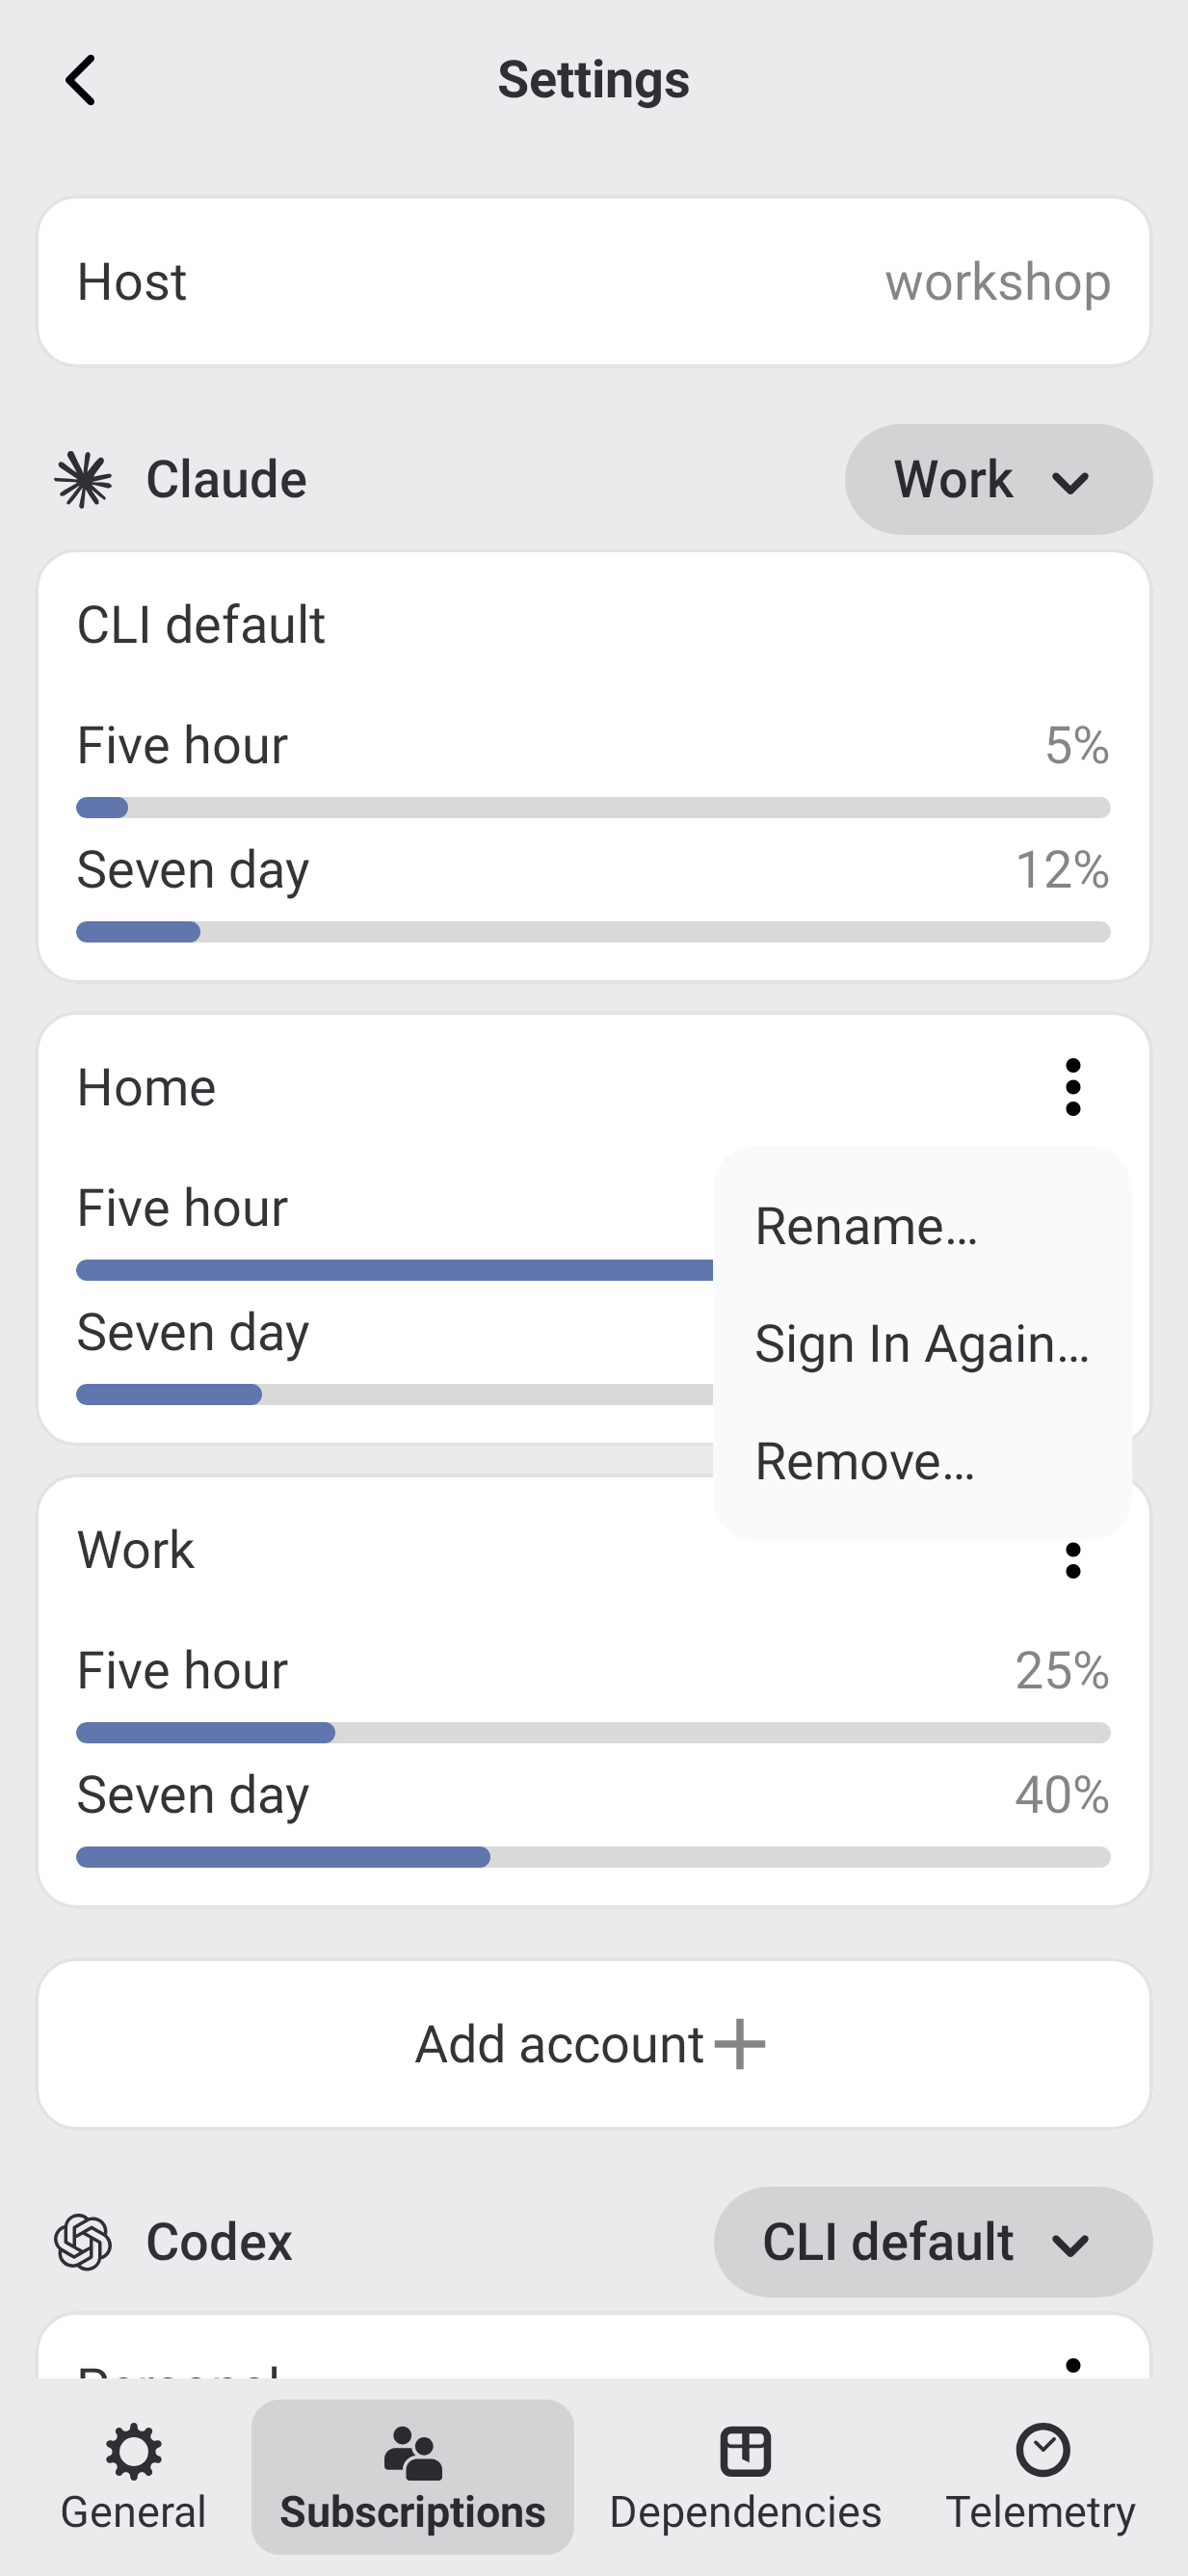 Settings
Host workshop
Claude Work
CLI default
Five hour 5%
Seven day 12%
Home
Five hour
Rename…
Seven day
Sign In Again…
Remove…
Work
Five hour 25%
Seven day 40%
Add account
Codex CLI default
General Subscriptions Dependencies Telemetry